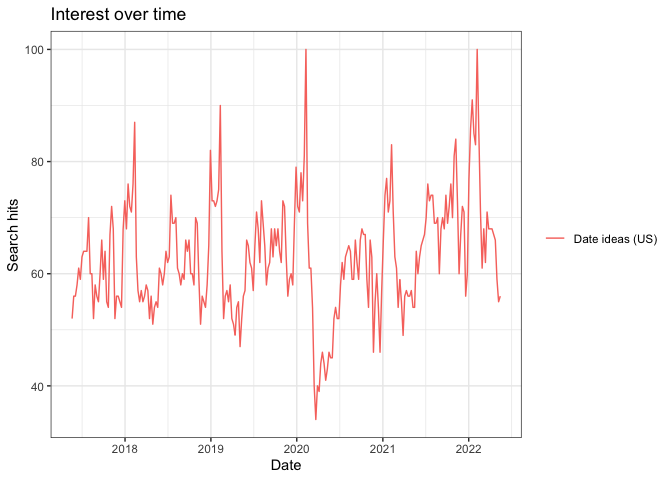 Interest over time
100
80
60
40
Search hits
2018 2019 2020 2021 2022
Date
Date ideas (US)